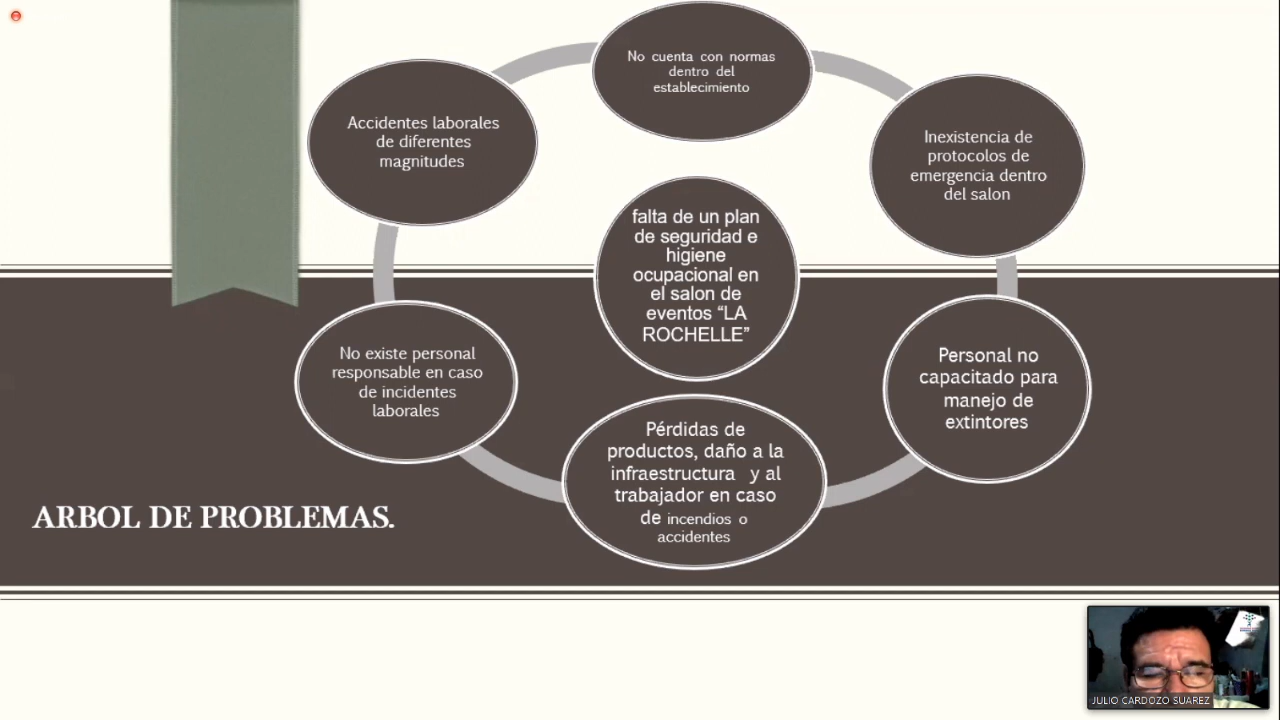 No cuenta con normas
dentro del
establecimiento
Accidentes laborales
de diferentes
magnitudes
Inexistencia de
protocolos de
emergencia dentro
del salon
falta de un plan
de seguridad e
higiene
ocupacional en
el salon de
eventos “LA
ROCHELLE”
No existe personal
responsable en caso
de incidentes
laborales
Personal no
capacitado para
manejo de
extintores
Pérdidas de
productos, daño a la
infraestructura y al
trabajador en caso
de incendios o
accidentes
ARBOL DE PROBLEMAS.
JULIO CARDOZO SUAREZ